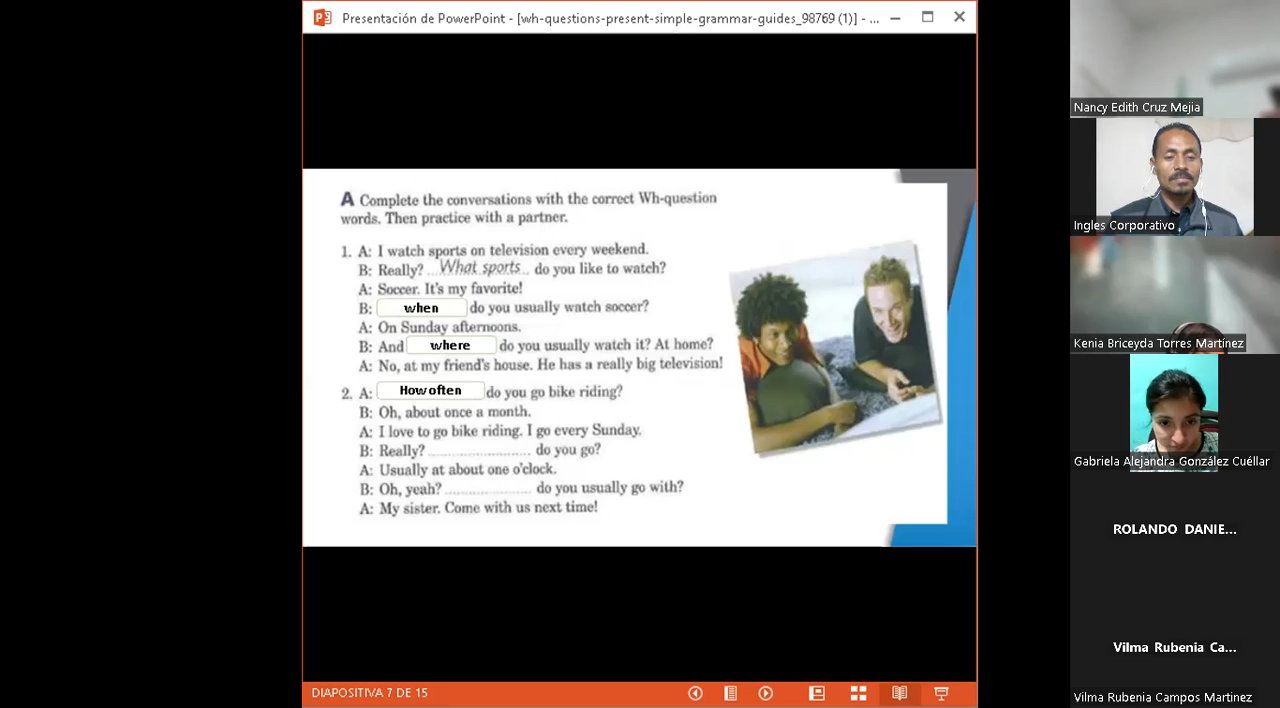 Presentación de PowerPoint - [wh-questions-present-simple-grammar-guides_98769 (1)] - ...
A Complete the conversations with the correct Wh-question
words. Then practice with a partner.
1. A: I watch sports on television every weekend.
B: Really? What sports do you like to watch?
A: Soccer. It's my favorite!
B: when do you usually watch soccer?
A: On Sunday afternoons.
B: And where do you usually watch it? At home?
A: No, at my friend's house. He has a really big television!
2. A: How often do you go bike riding?
B: Oh, about once a month.
A: I love to go bike riding. I go every Sunday.
B: Really? .............................. do you go?
A: Usually at about one o'clock.
B: Oh, yeah? ......................... do you usually go with?
A: My sister. Come with us next time!
DIAPOSITIVA 7 DE 15
Nancy Edith Cruz Mejia
Ingles Corporativo
Kenia Briceyda Torres Martínez
Gabriela Alejandra González Cuéllar
ROLANDO DANIE...
Vilma Rubenia Ca...
Vilma Rubenia Campos Martinez